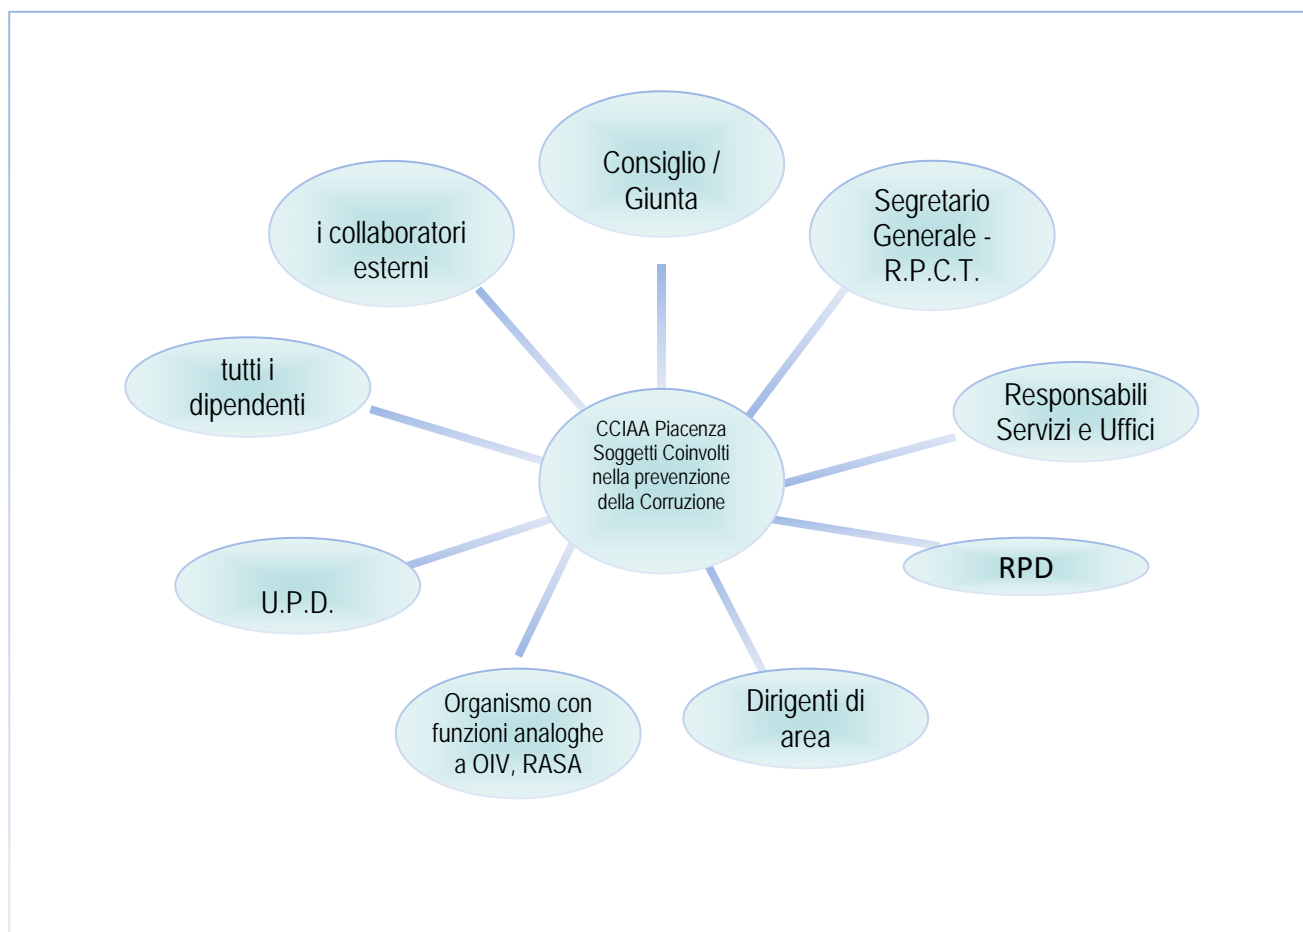 Consiglio /
Giunta
Segretario
Generale -
R.P.C.T.
Responsabili
Servizi e Uffici
RPD
Dirigenti di
area
Organismo con
funzioni analoghe
a OIV, RASA
U.P.D.
tutti i
dipendenti
i collaboratori
esterni
CCIAA Piacenza
Soggetti Coinvolti
nella prevenzione
della Corruzione